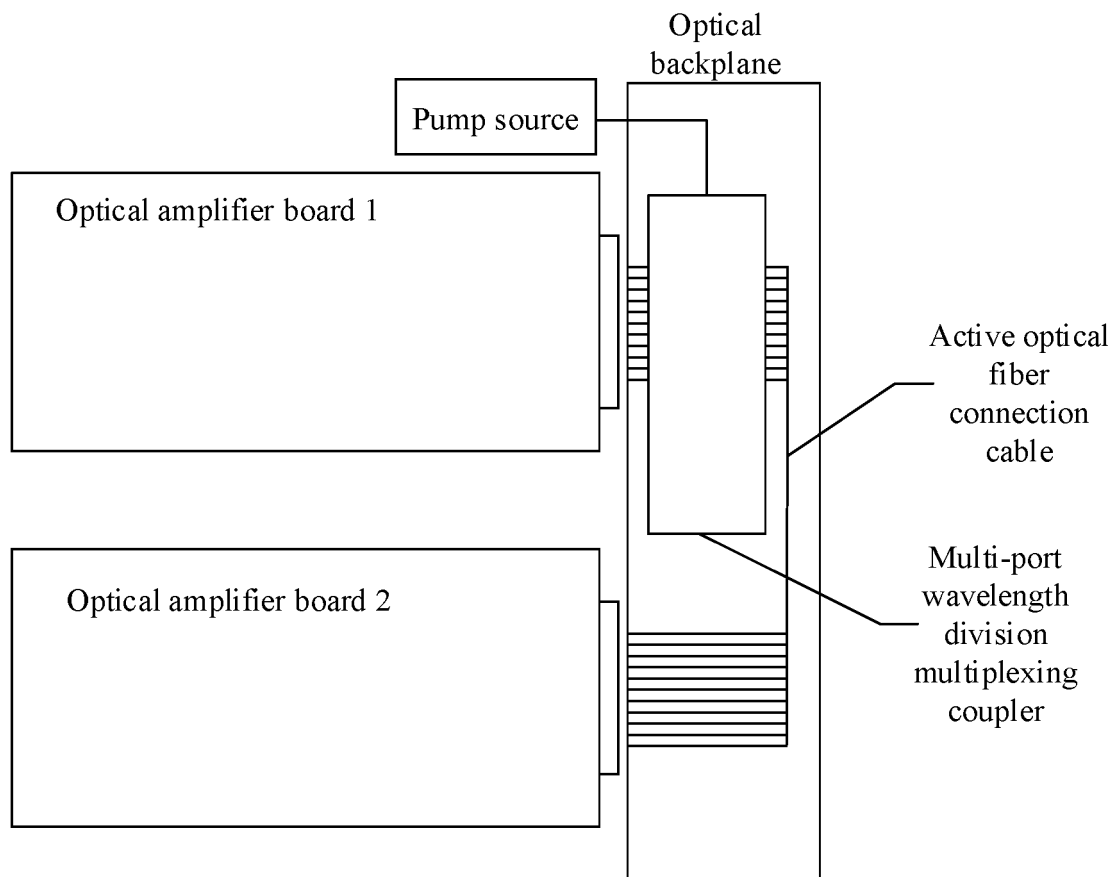 Optical
backplane
Pump source
Optical amplifier board 1
Active optical
fiber
connection
cable
Optical amplifier board 2
Multi-port
wavelength
division
multiplexing
coupler